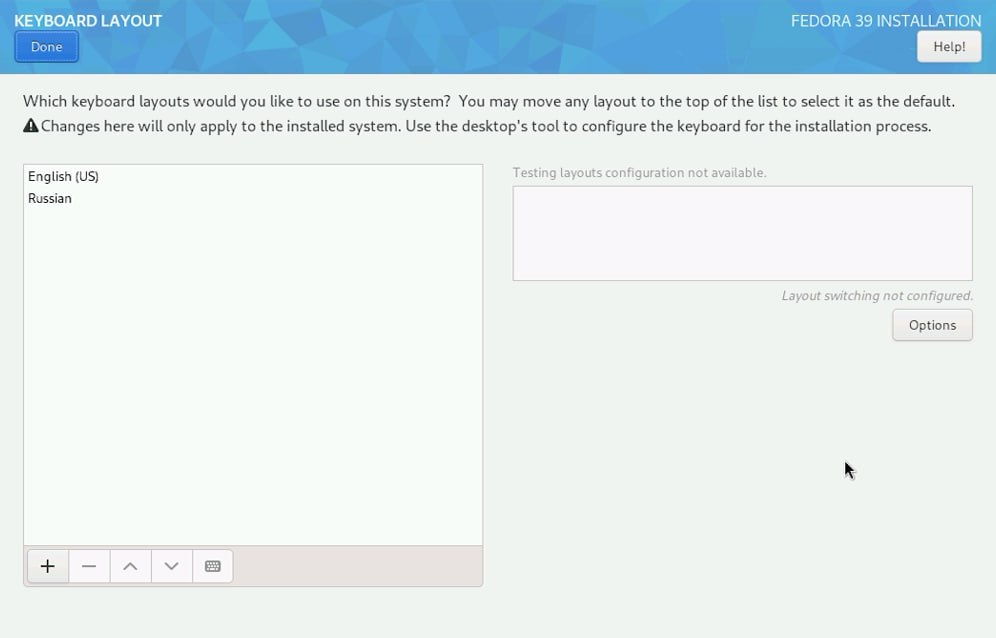 KEYBOARD LAYOUT
FEDORA 39 INSTALLATION
Done
Help!
Which keyboard layouts would you like to use on this system?  You may move any layout to the top of the list to select it as the default.
Changes here will only apply to the installed system. Use the desktop's tool to configure the keyboard for the installation process.
English (US)
Russian
Testing layouts configuration not available.
Layout switching not configured.
Options